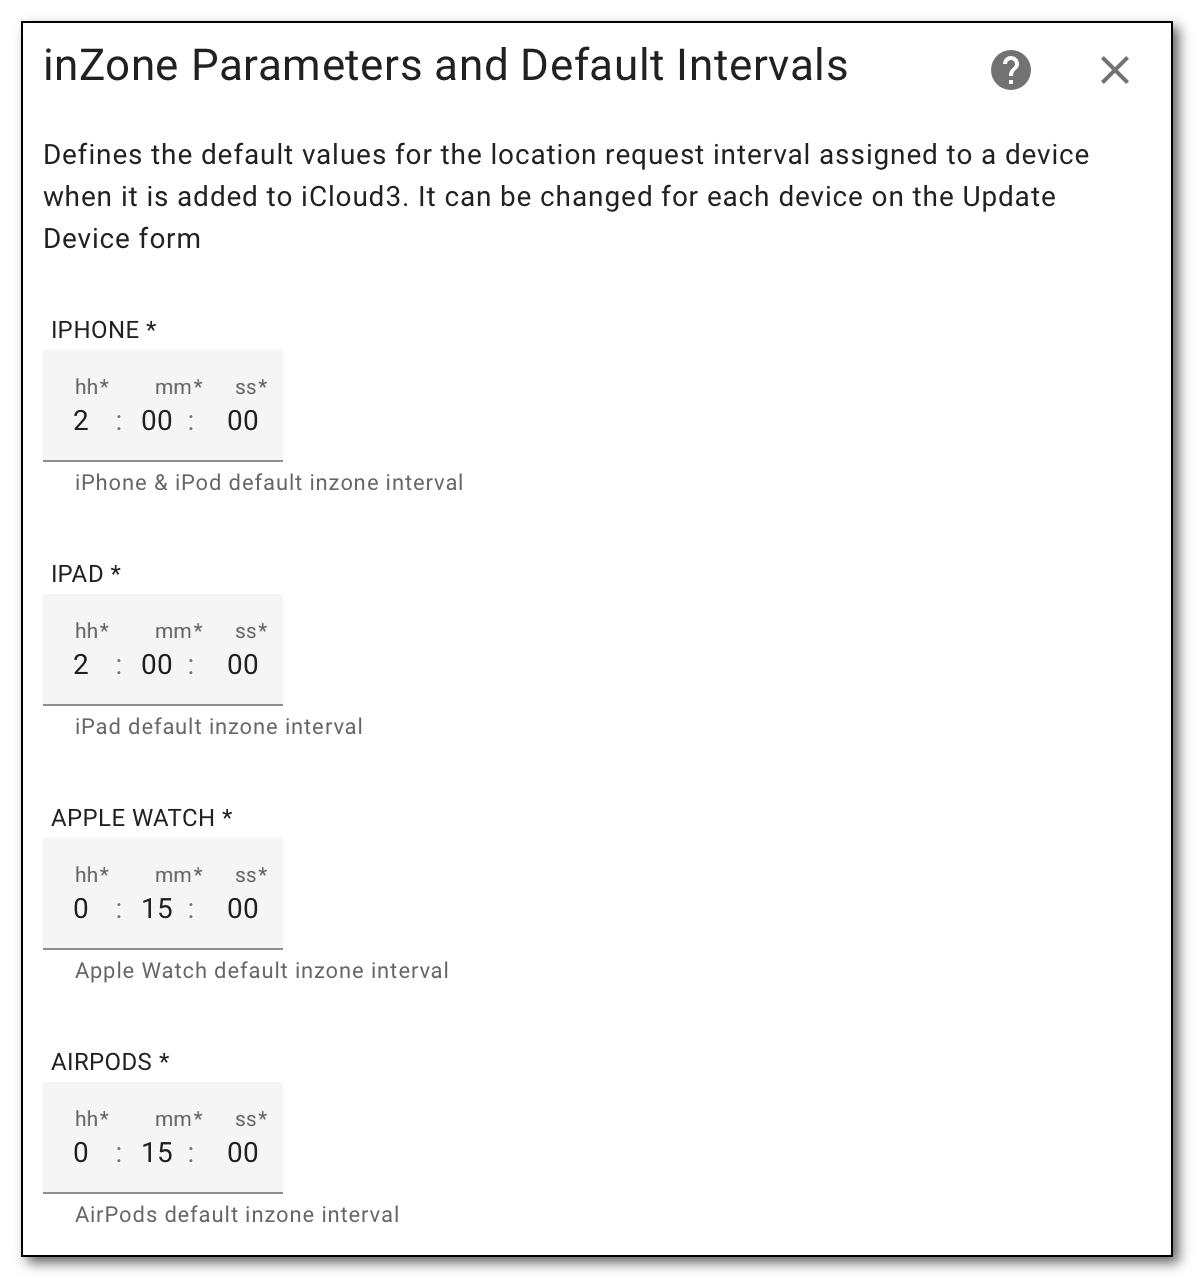 inZone Parameters and Default Intervals
Defines the default values for the location request interval assigned to a device
when it is added to iCloud3. It can be changed for each device on the Update
Device form
IPHONE *
hh* mm* ss*
2 : 00 : 00
iPhone & iPod default inzone interval
IPAD *
hh* mm* ss*
2 : 00 : 00
iPad default inzone interval
APPLE WATCH *
hh* mm* ss*
0 : 15 : 00
Apple Watch default inzone interval
AIRPODS *
hh* mm* ss*
0 : 15 : 00
AirPods default inzone interval